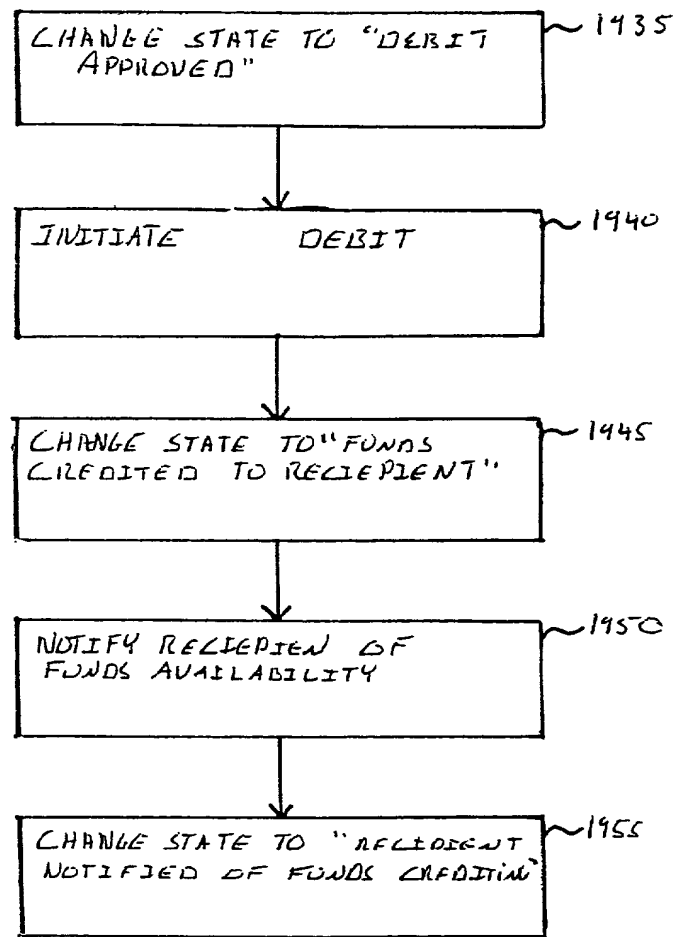 CHANGE STATE TO "DEBIT
APPROVED"
1935
INITIATE DEBIT
1940
CHANGE STATE TO "FUNDS
CREDITED TO RECIEPIENT"
1945
NOTIFY RECIEPIEN OF
FUNDS AVAILABILITY
1950
CHANGE STATE TO "RECIPIENT
NOTIFIED OF FUNDS CREDITIN"
1955